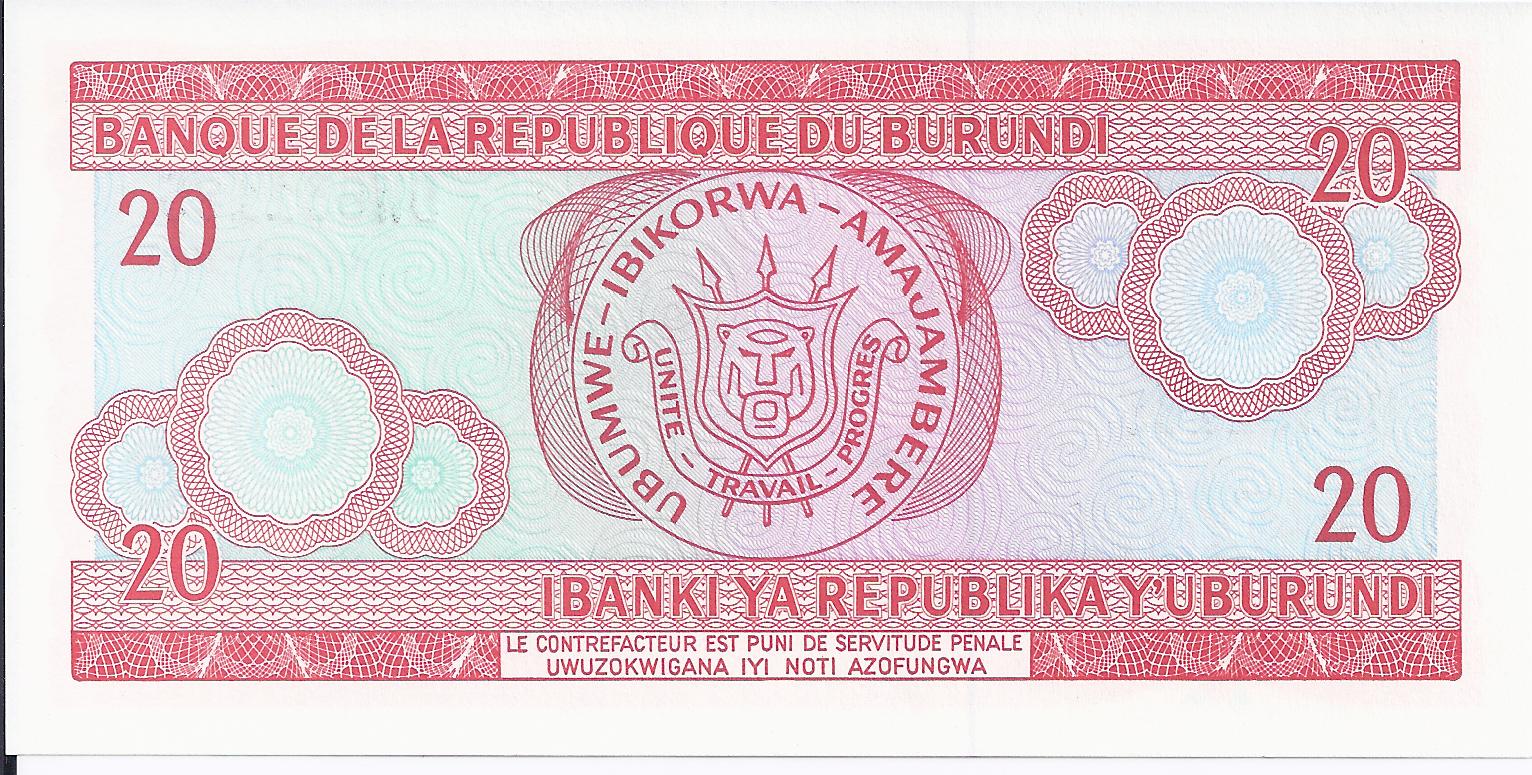 BANQUE DE LA REPUBLIQUE DU BURUNDI
20
20
UBUMWE – IBIKORWA – AMAJAMBERE
UNITE - TRAVAIL - PROGRES
20
20
IBANKI YA REPUBLIKA Y'UBURUNDI
LE CONTREFACTEUR EST PUNI DE SERVITUDE PENALE
UWUZOKWIGANA IYI NOTI AZOFUNGWA